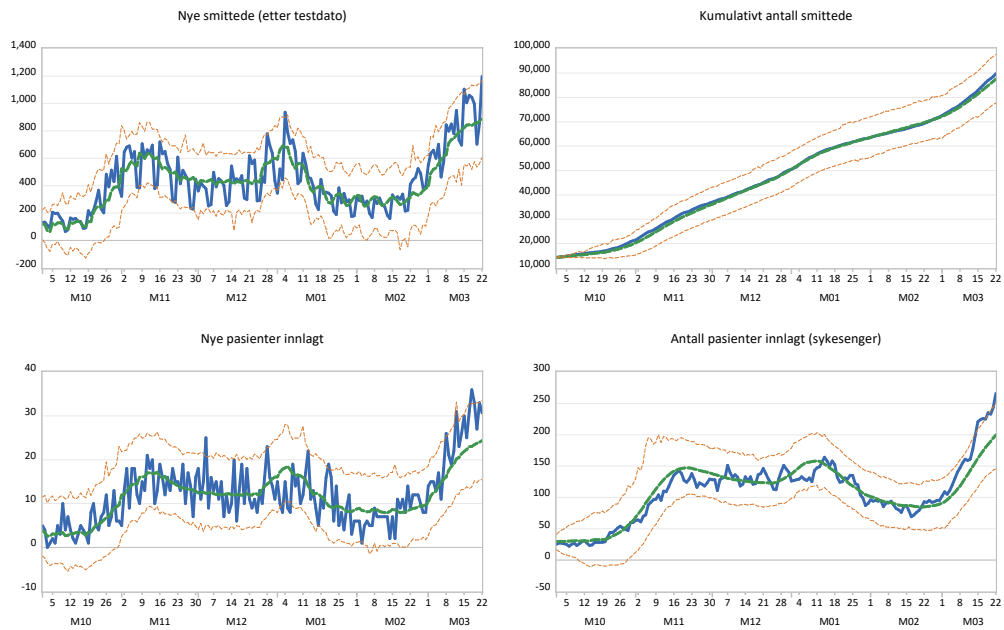 Nye smittede (etter testdato)
1,400
1,200
1,000
800
600
400
200
0
-200
5 12 19 26 2 9 16 23 30 7 14 21 28 4 11 18 25 1 8 15 22 1 8 15 22
M10 M11 M12 M01 M02 M03
Kumulativt antall smittede
100,000
90,000
80,000
70,000
60,000
50,000
40,000
30,000
20,000
10,000
5 12 19 26 2 9 16 23 30 7 14 21 28 4 11 18 25 1 8 15 22 1 8 15 22
M10 M11 M12 M01 M02 M03
Nye pasienter innlagt
40
30
20
10
0
-10
5 12 19 26 2 9 16 23 30 7 14 21 28 4 11 18 25 1 8 15 22 1 8 15 22
M10 M11 M12 M01 M02 M03
Antall pasienter innlagt (sykesenger)
300
250
200
150
100
50
0
-50
5 12 19 26 2 9 16 23 30 7 14 21 28 4 11 18 25 1 8 15 22 1 8 15 22
M10 M11 M12 M01 M02 M03